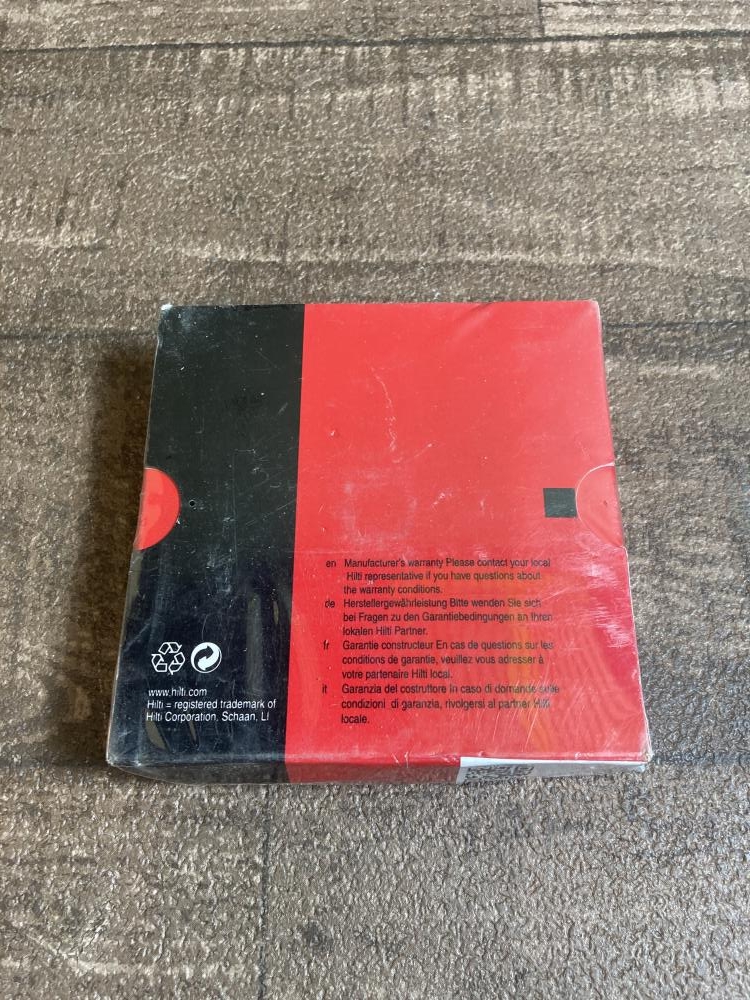 en Manufacturer's warranty Please contact your local
Hilti representative if you have questions about
the warranty conditions.
de Herstellergewährleistung Bitte wenden Sie sich
bei Fragen zu den Garantiebedingungen an Ihren
lokalen Hilti Partner.
fr Garantie constructeur En cas de questions sur les
conditions de garantie, veuillez vous adresser à
votre partenaire Hilti local.
it Garanzia del costruttore In caso di domande sulle
condizioni di garanzia, rivolgersi al partner Hilti
locale.
www.hilti.com
Hilti = registered trademark of
Hilti Corporation, Schaan, LI